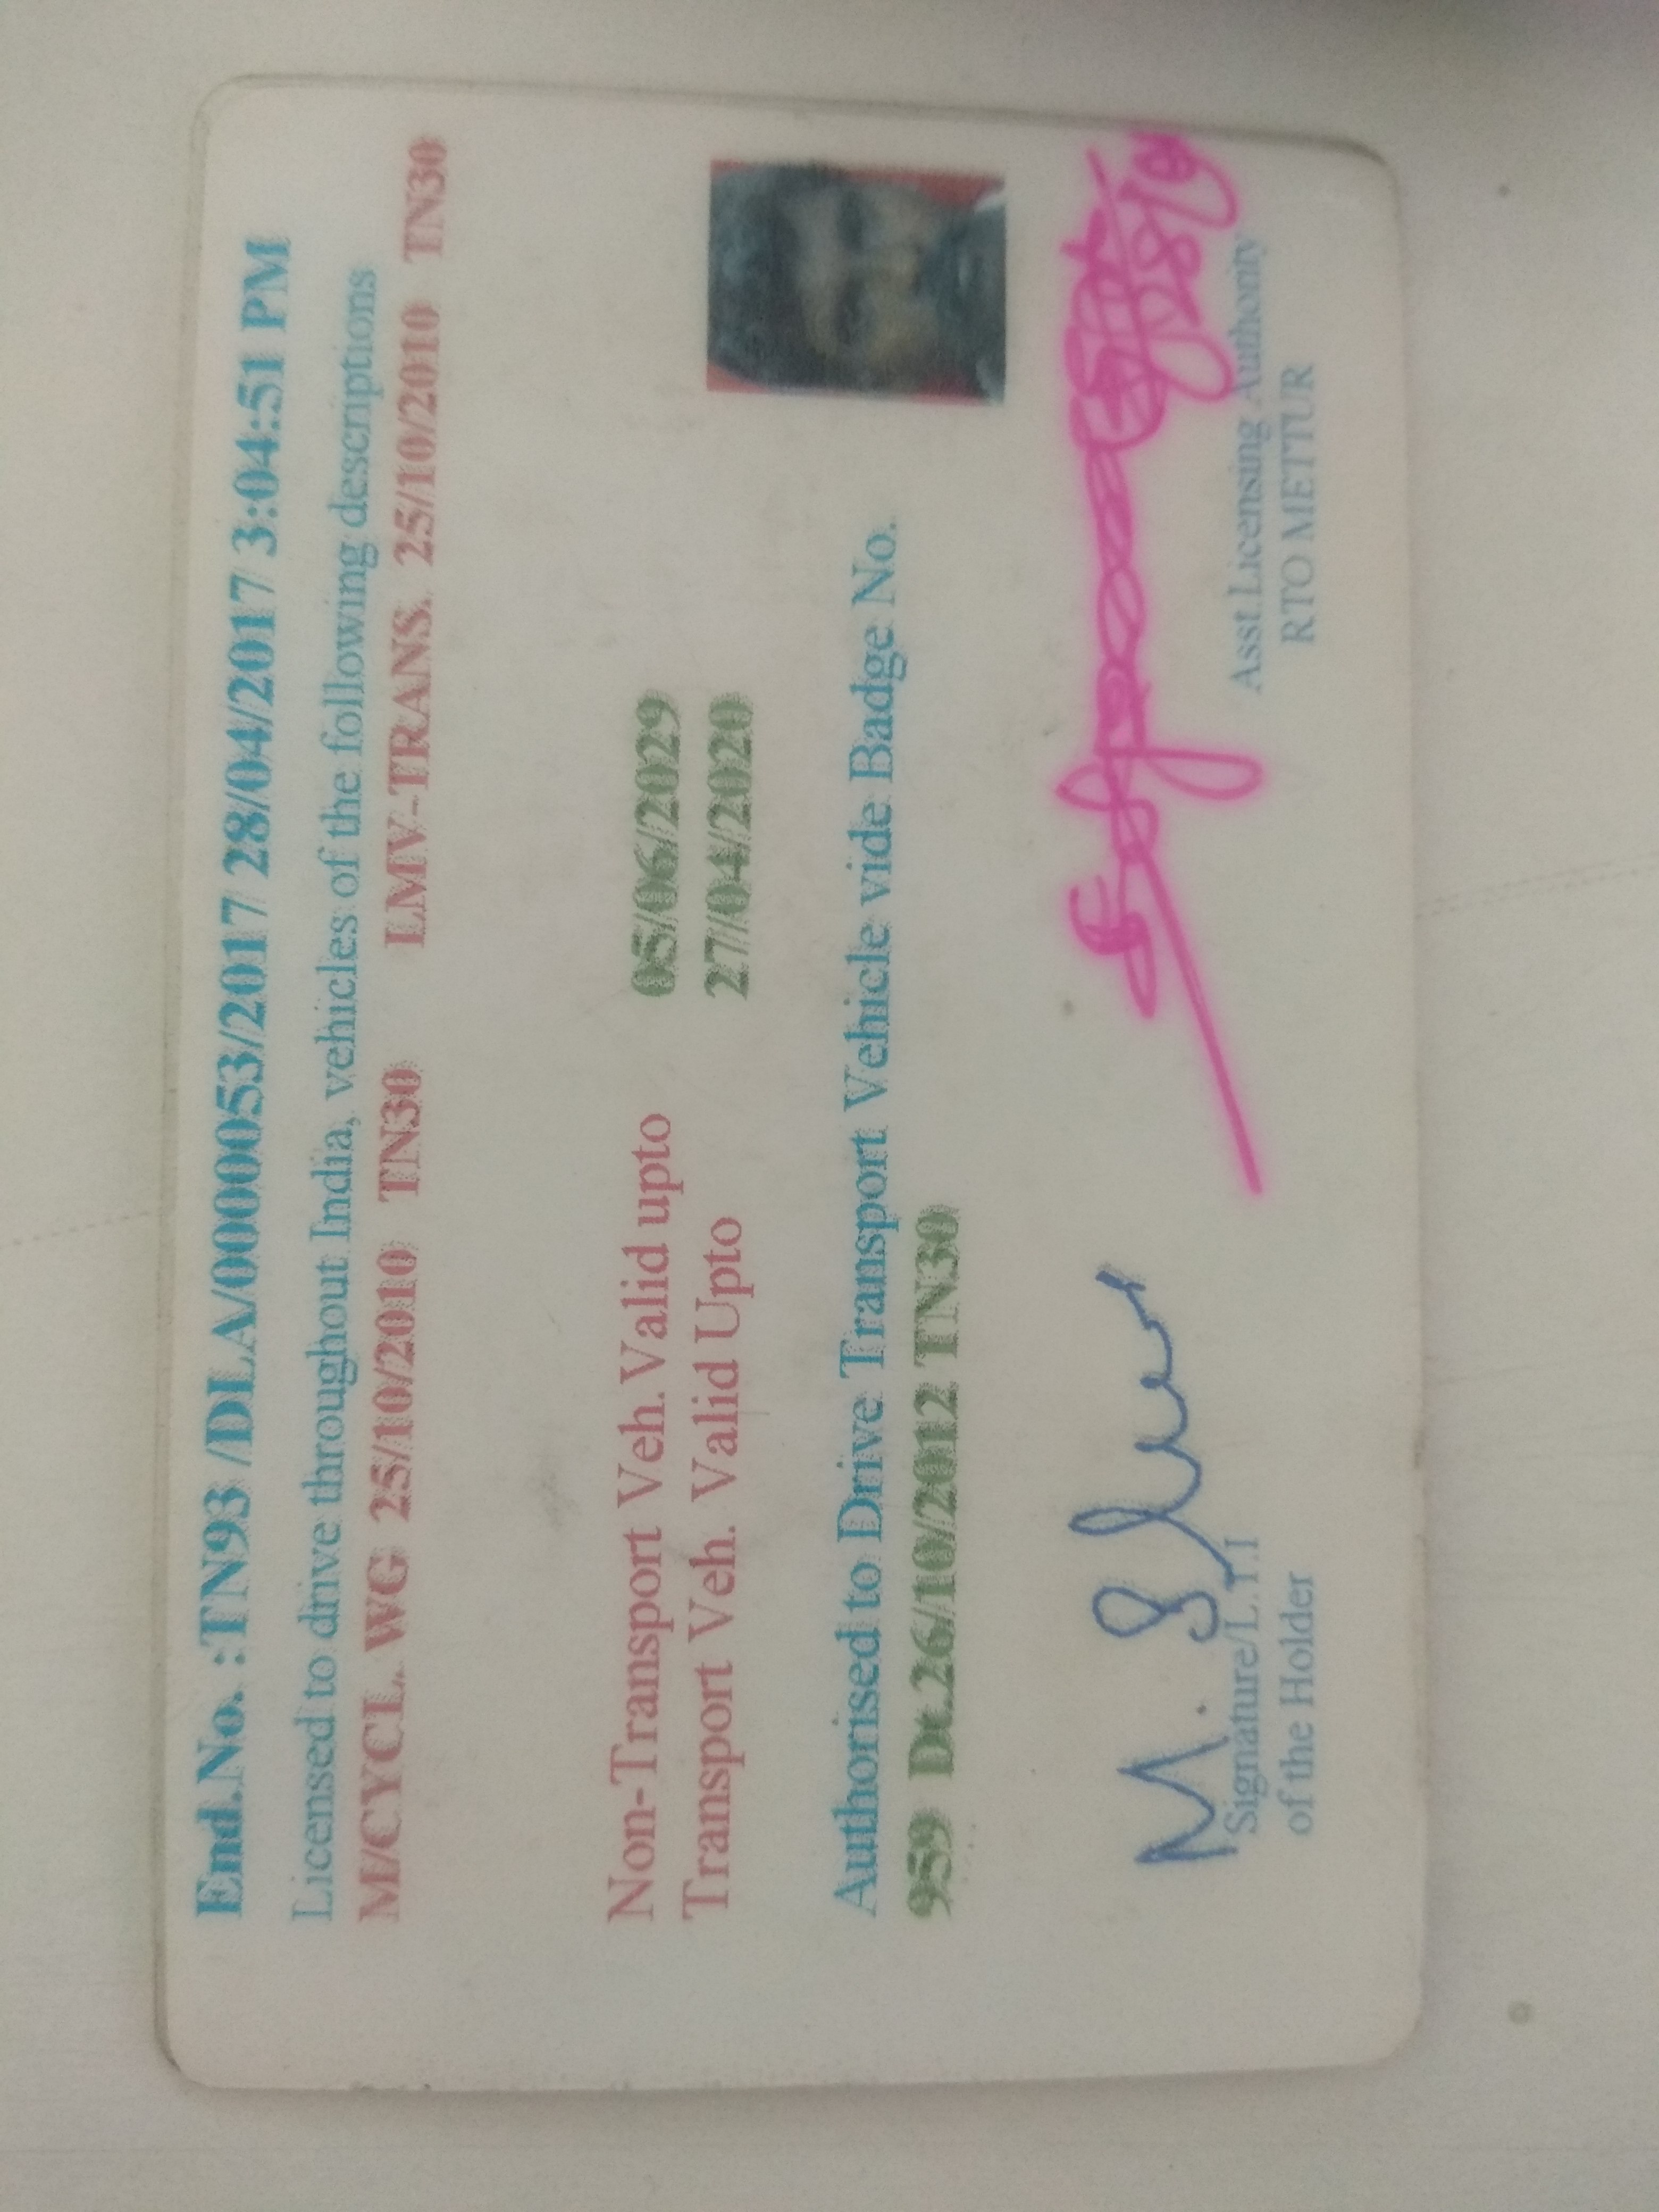 End.No. :TN93 /DLA/0000053/2017 28/04/2017 3:04:51 PM
Licensed to drive throughout India, vehicles of the following descriptions
M/CYCL. WG 25/10/2010 TN30 LMV-TRANS. 25/10/2010 TN30
Non-Transport Veh. Valid upto 05/06/2029
Transport Veh. Valid Upto 27/04/2020
Authorised to Drive Transport Vehicle vide Badge No.
959 Dt.26/10/2012 TN30
M.
Signature/L.T.I Asst.Licensing Authority
of the Holder RTO METTUR